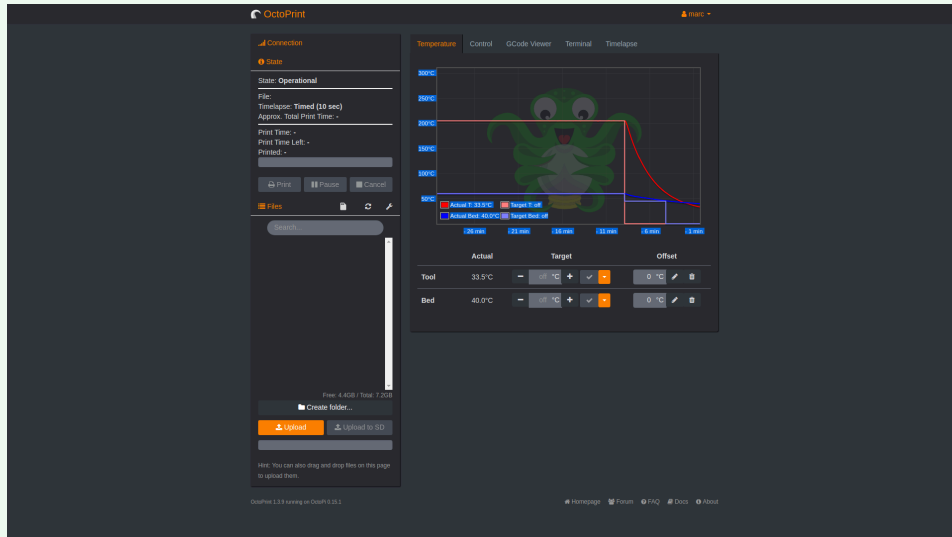 OctoPrint
marc
Connection
State
State: Operational
File:
Timelapse: Timed (10 sec)
Approx. Total Print Time: -
Print Time: -
Print Time Left: -
Printed: -
Print
Pause
Cancel
Files
Search...
Free: 4.4GB / Total: 7.2GB
Create folder...
Upload
Upload to SD
Hint: You can also drag and drop files on this page
to upload them.
Temperature
Control
GCode Viewer
Terminal
Timelapse
300°C
250°C
200°C
150°C
100°C
50°C
Actual T: 33.5°C
Target T: off
Actual Bed: 40.0°C
Target Bed: off
- 26 min
- 21 min
- 16 min
- 11 min
- 6 min
- 1 min
Actual Target Offset
Tool 33.5°C off °C 0 °C
Bed 40.0°C off °C 0 °C
OctoPrint 1.3.9 running on OctoPi 0.15.1
Homepage Forum FAQ Docs About